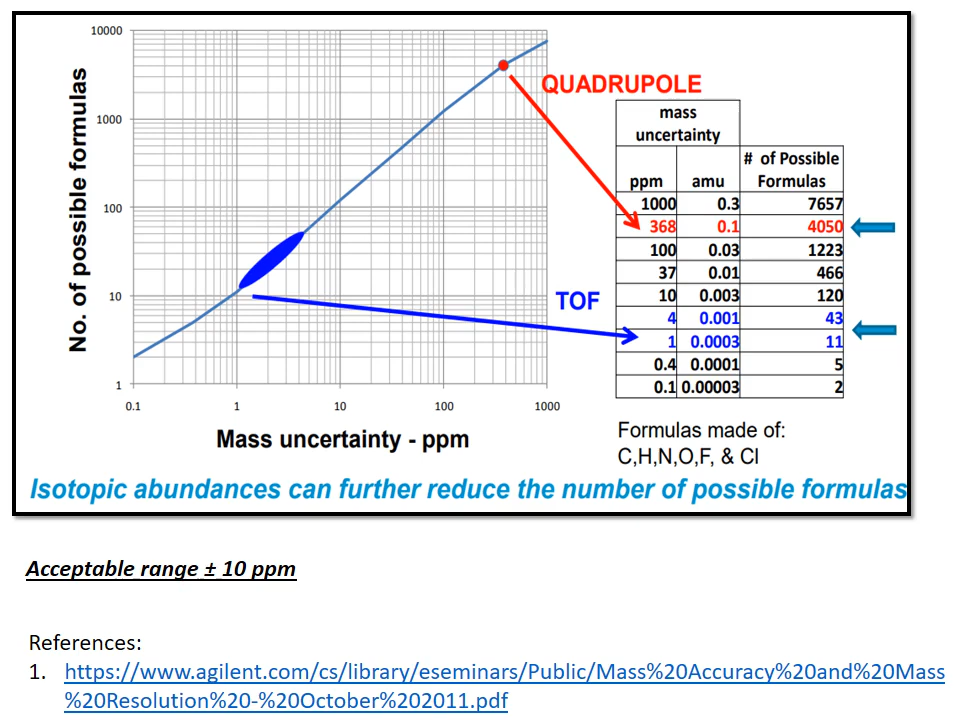 10000
1000
100
10
1
0.1
1
10
100
1000
No. of possible formulas
Mass uncertainty - ppm
QUADRUPOLE
TOF
mass
uncertainty
# of Possible
ppm amu Formulas
1000 0.3 7657
368 0.1 4050
100 0.03 1223
37 0.01 466
10 0.003 120
4 0.001 43
1 0.0003 11
0.4 0.0001 5
0.1 0.00003 2
Formulas made of:
C,H,N,O,F, & Cl
Isotopic abundances can further reduce the number of possible formulas
Acceptable range ± 10 ppm
References:
1. https://www.agilent.com/cs/library/eseminars/Public/Mass%20Accuracy%20and%20Mass
%20Resolution%20-%20October%202011.pdf